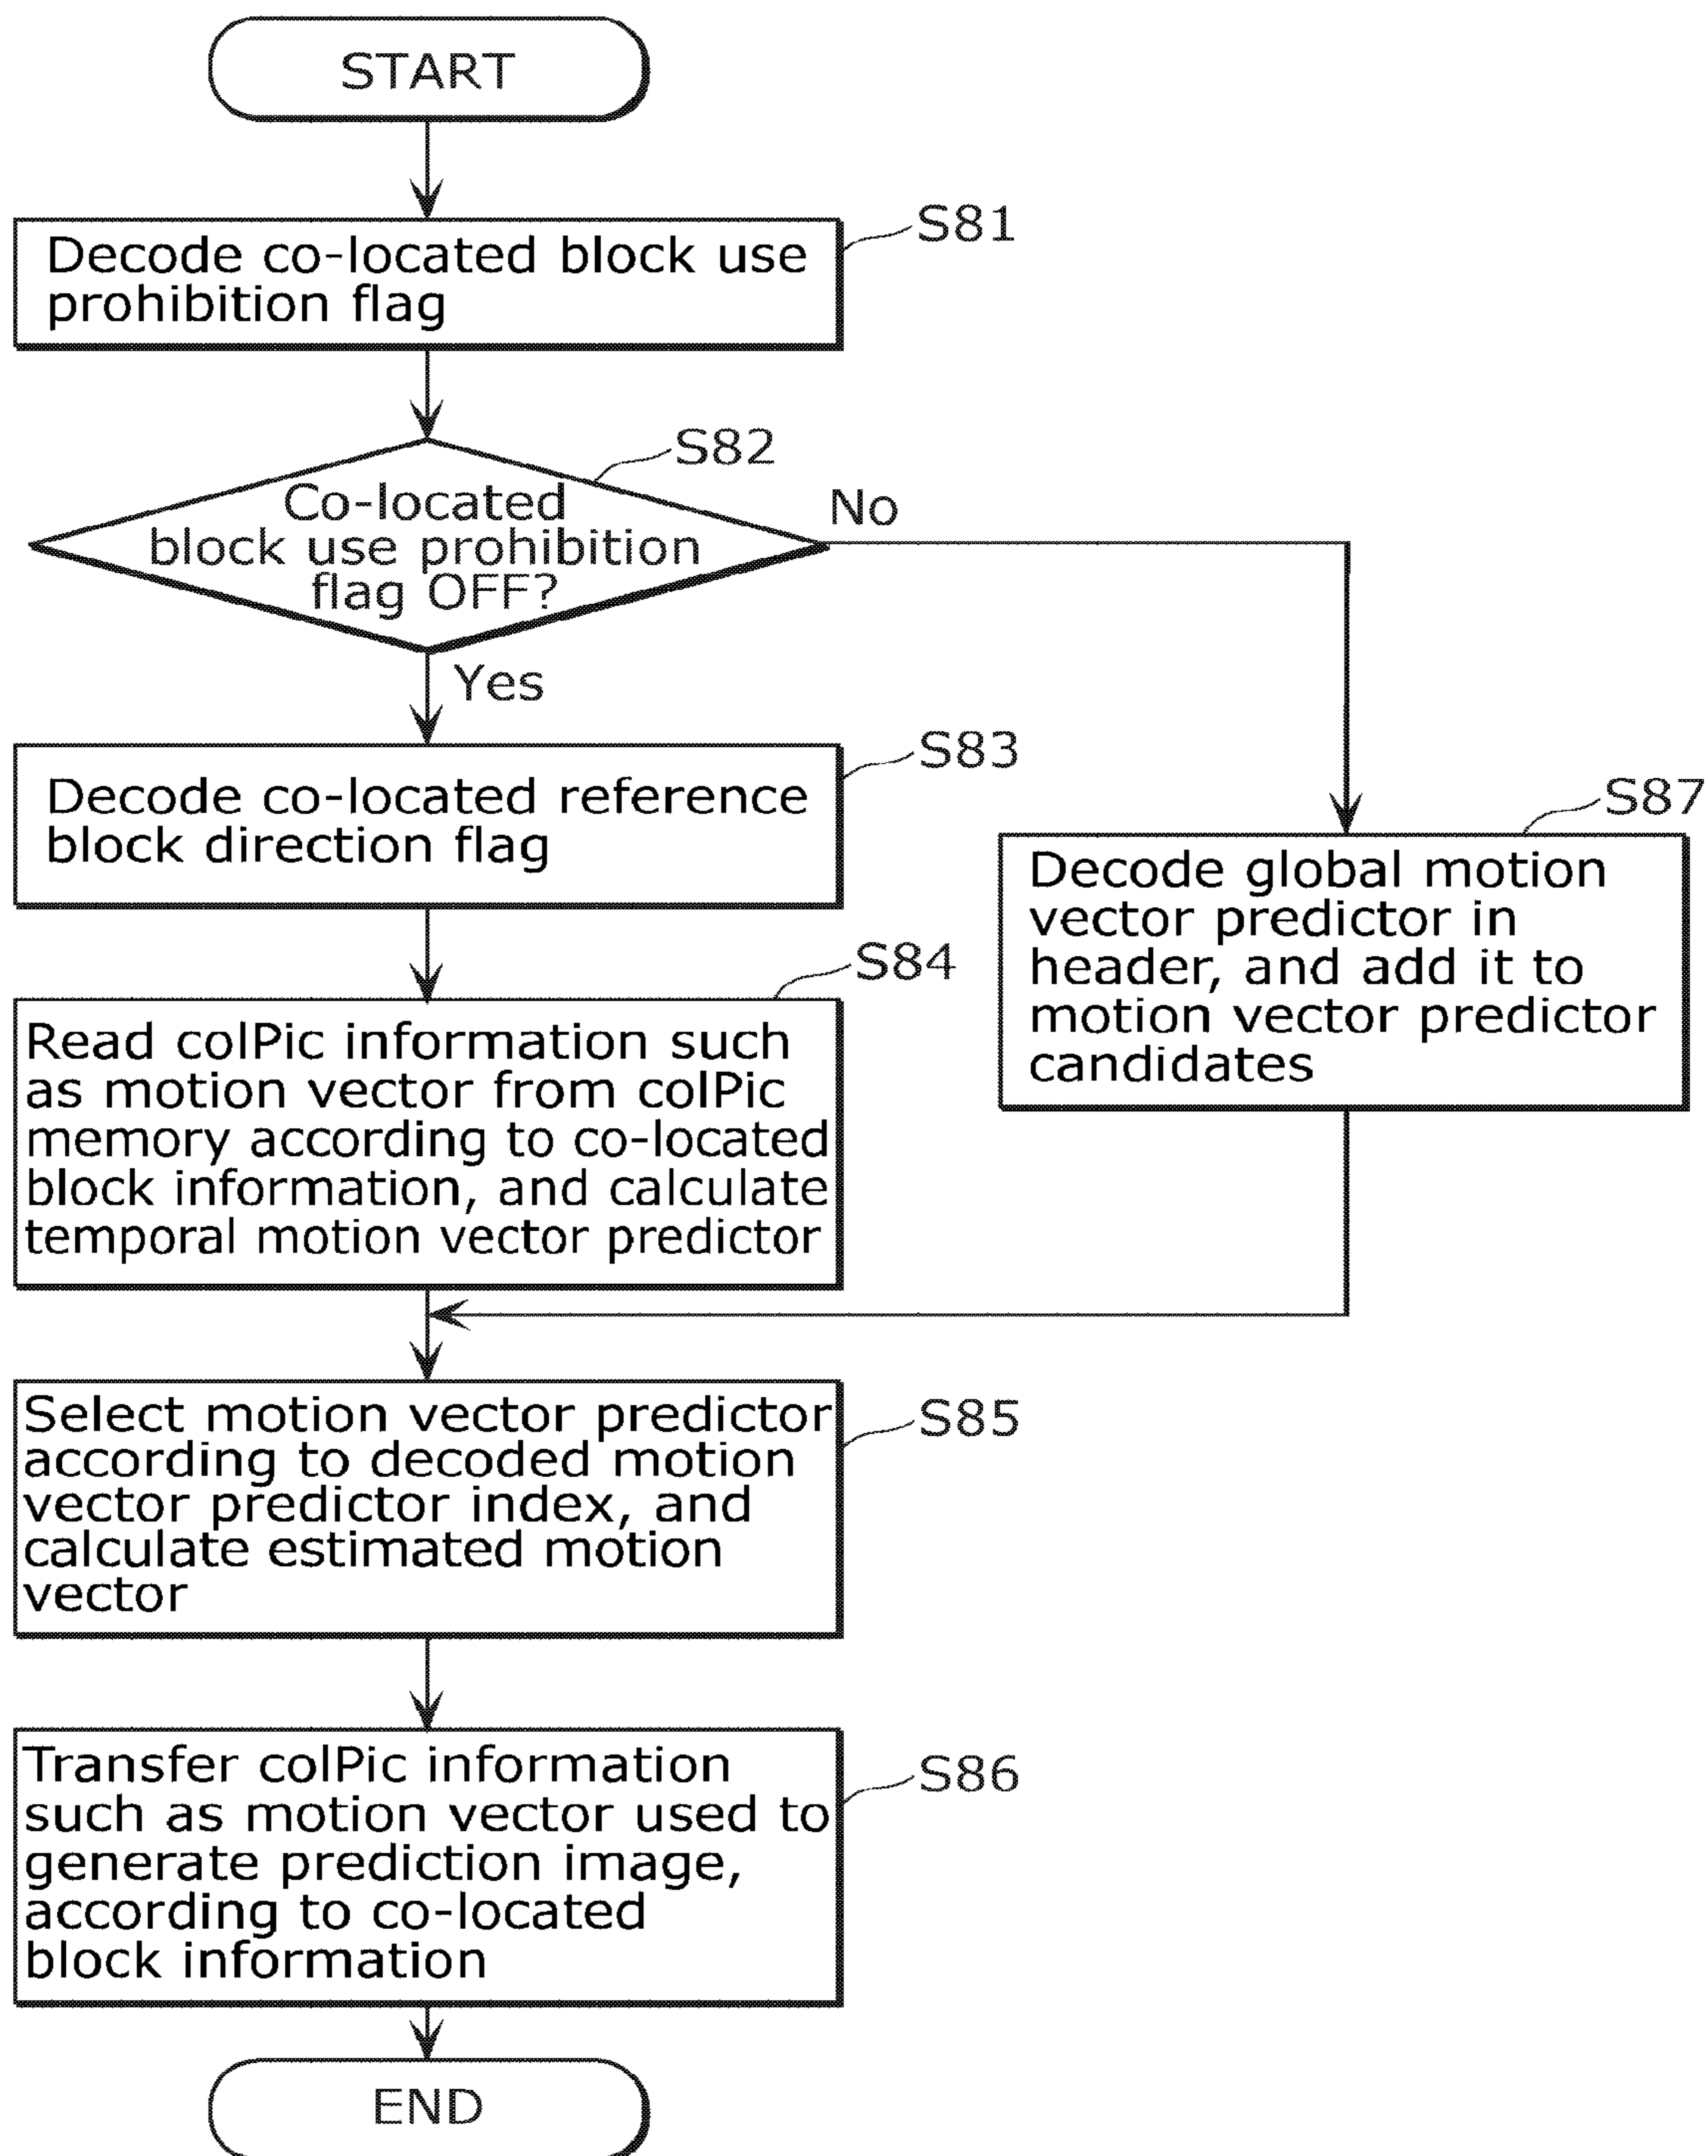 START
S81
Decode co-located block use
prohibition flag
S82
Co-located
block use prohibition
flag OFF?
No
Yes
S83
Decode co-located reference
block direction flag
S87
Decode global motion
vector predictor in
header, and add it to
motion vector predictor
candidates
S84
Read colPic information such
as motion vector from colPic
memory according to co-located
block information, and calculate
temporal motion vector predictor
S85
Select motion vector predictor
according to decoded motion
vector predictor index, and
calculate estimated motion
vector
S86
Transfer colPic information
such as motion vector used to
generate prediction image,
according to co-located
block information
END